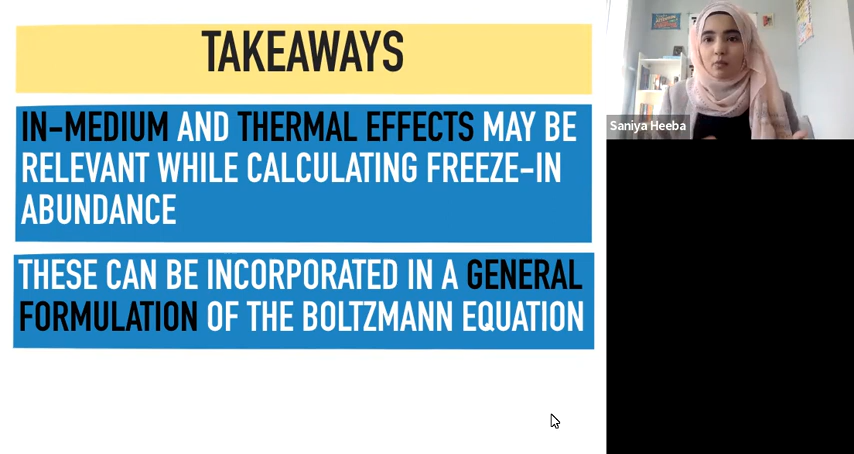 TAKEAWAYS
IN-MEDIUM AND THERMAL EFFECTS MAY BE
RELEVANT WHILE CALCULATING FREEZE-IN
ABUNDANCE
THESE CAN BE INCORPORATED IN A GENERAL
FORMULATION OF THE BOLTZMANN EQUATION
Saniya Heeba